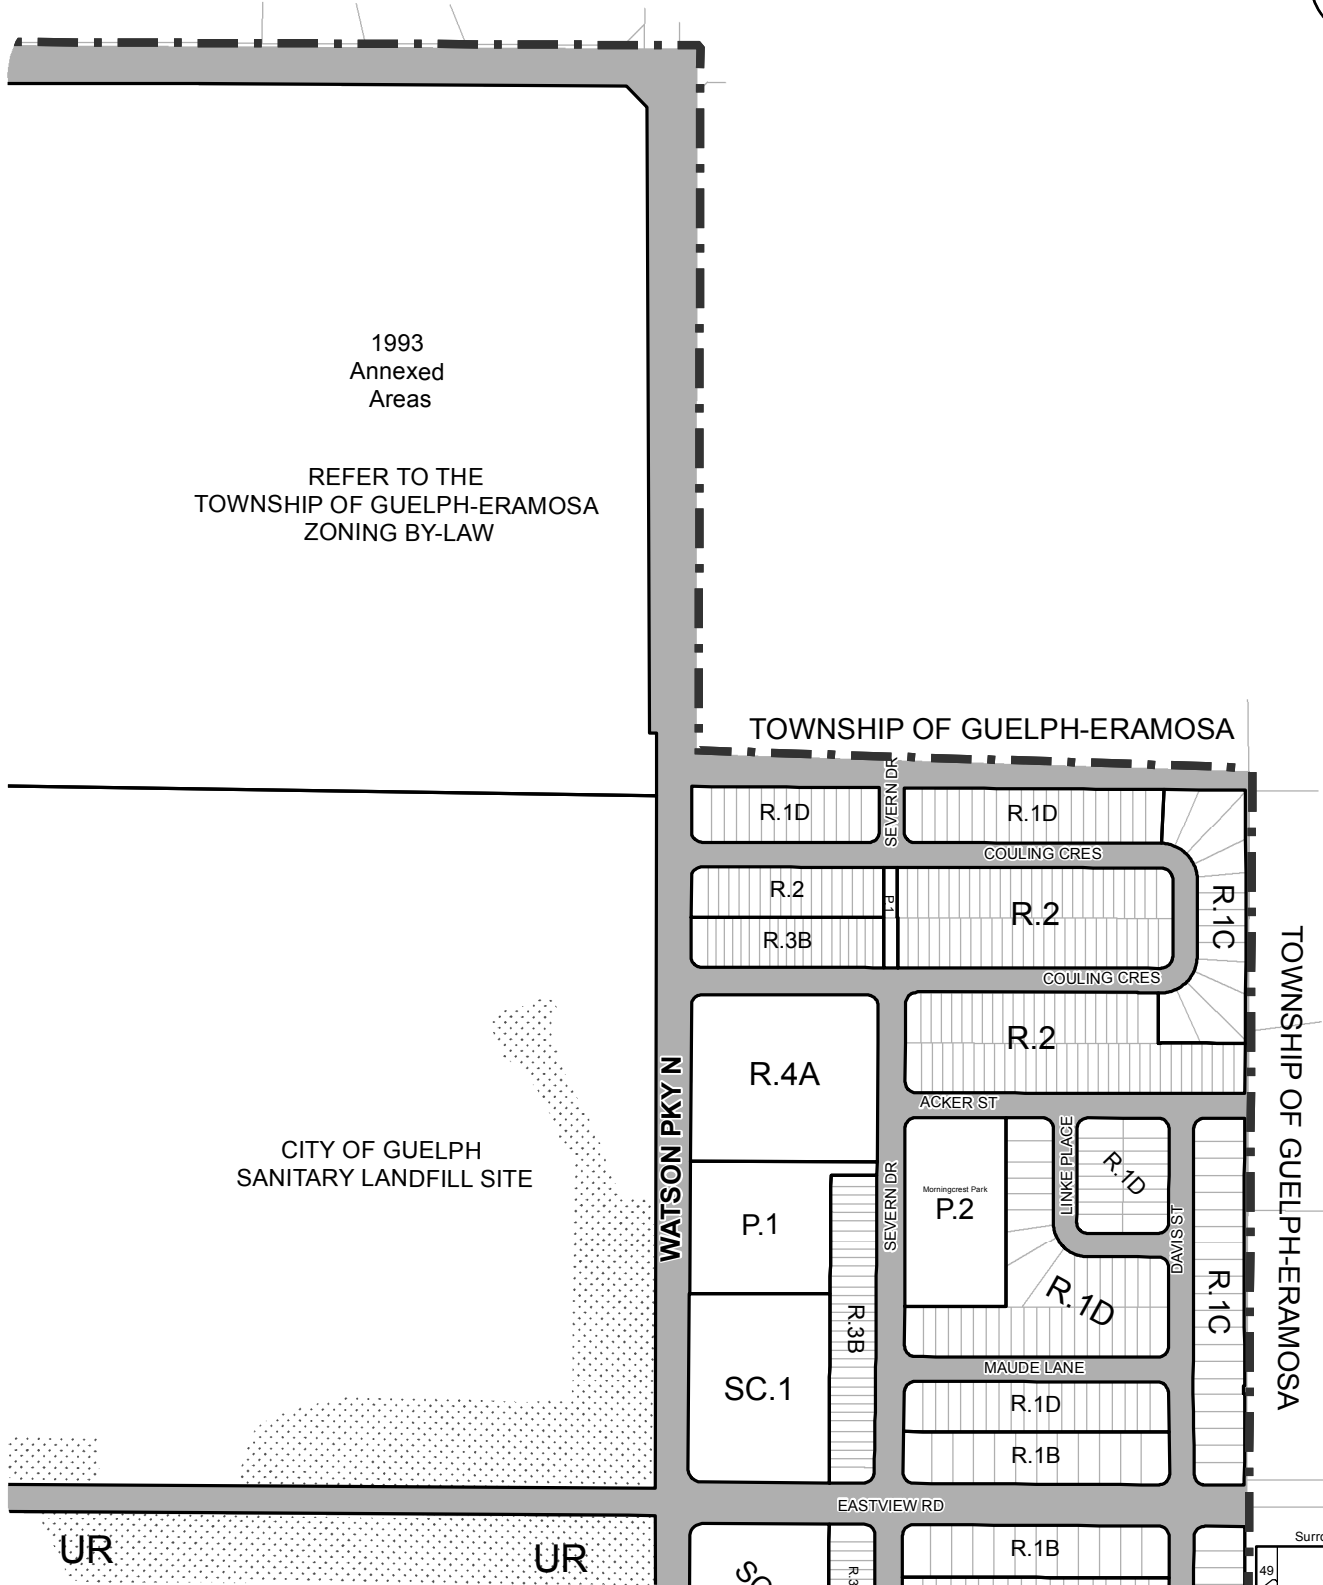 1993
Annexed
Areas
REFER TO THE
TOWNSHIP OF GUELPH-ERAMOSA
ZONING BY-LAW
TOWNSHIP OF GUELPH-ERAMOSA
SEVERN DR
R.1D
R.1D
COULING CRES
R.2
P.1
R.2
R.1C
R.3B
COULING CRES
TOWNSHIP OF GUELPH-ERAMOSA
R.2
R.4A
WATSON PKY N
ACKER ST
CITY OF GUELPH
SANITARY LANDFILL SITE
LINKE PLACE
R.1D
Morningcrest Park
P.2
SEVERN DR
P.1
DAVIS ST
R.1D
R.1C
R.3B
MAUDE LANE
SC.1
R.1D
R.1B
EASTVIEW RD
UR
UR
R.1B
49